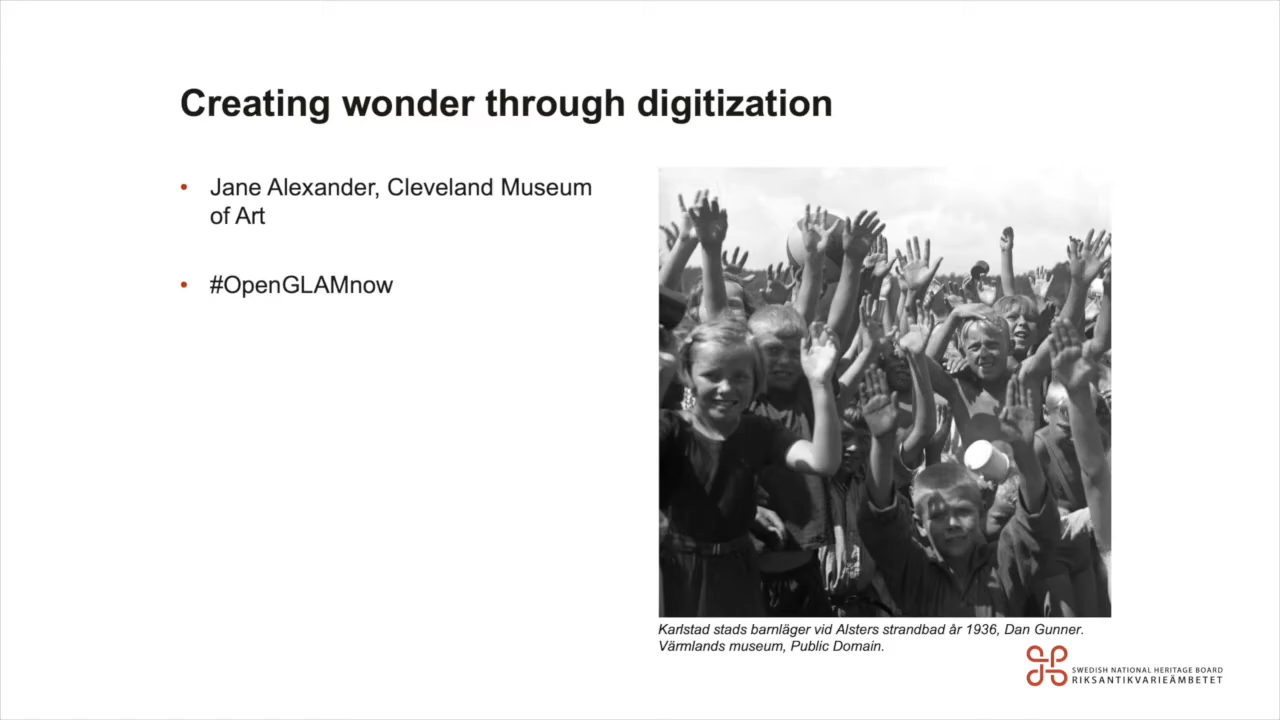 Creating wonder through digitization
• Jane Alexander, Cleveland Museum
of Art
• #OpenGLAMnow
Karlstad stads barnläger vid Alsters strandbad år 1936, Dan Gunner.
Värmlands museum, Public Domain.
SWEDISH NATIONAL HERITAGE BOARD
RIKSANTIKVARIEÄMBETET